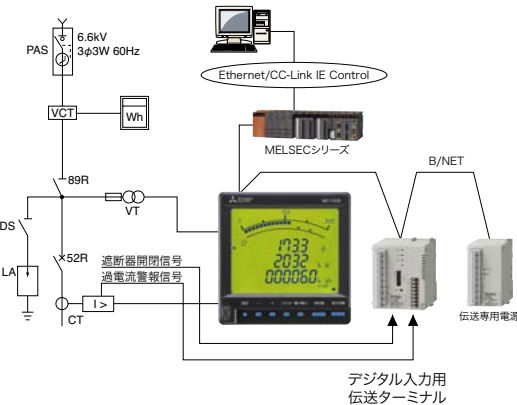 PAS
6.6kV
3φ3W 60Hz
Ethernet/CC-Link IE Control
VCT
Wh
MELSECシリーズ
B/NET
89R
VT
DS
LA
52R
遮断器開閉信号
過電流警報信号
I >
CT
1733
2032
000060
伝送専用電源
デジタル入力用
伝送ターミナル